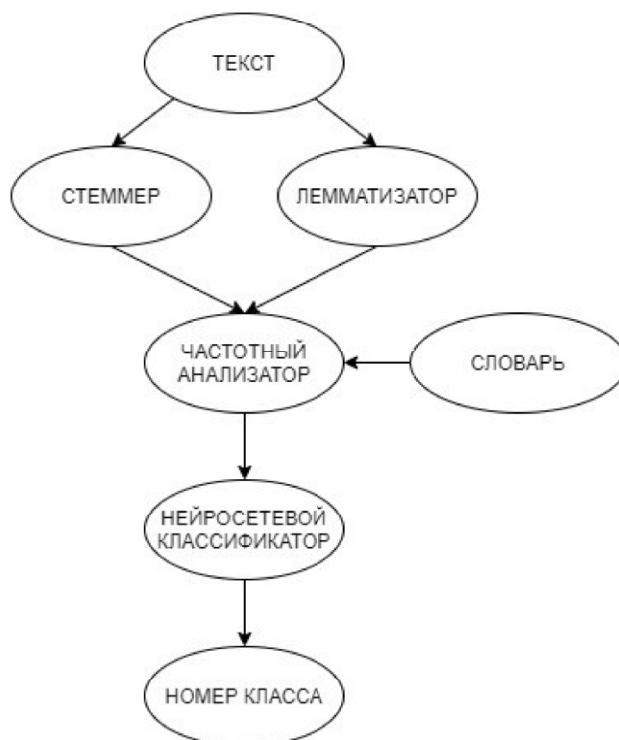 ТЕКСТ
СТЕММЕР
ЛЕММАТИЗАТОР
ЧАСТОТНЫЙ
АНАЛИЗАТОР
СЛОВАРЬ
НЕЙРОСЕТЕВОЙ
КЛАССИФИКАТОР
НОМЕР КЛАССА